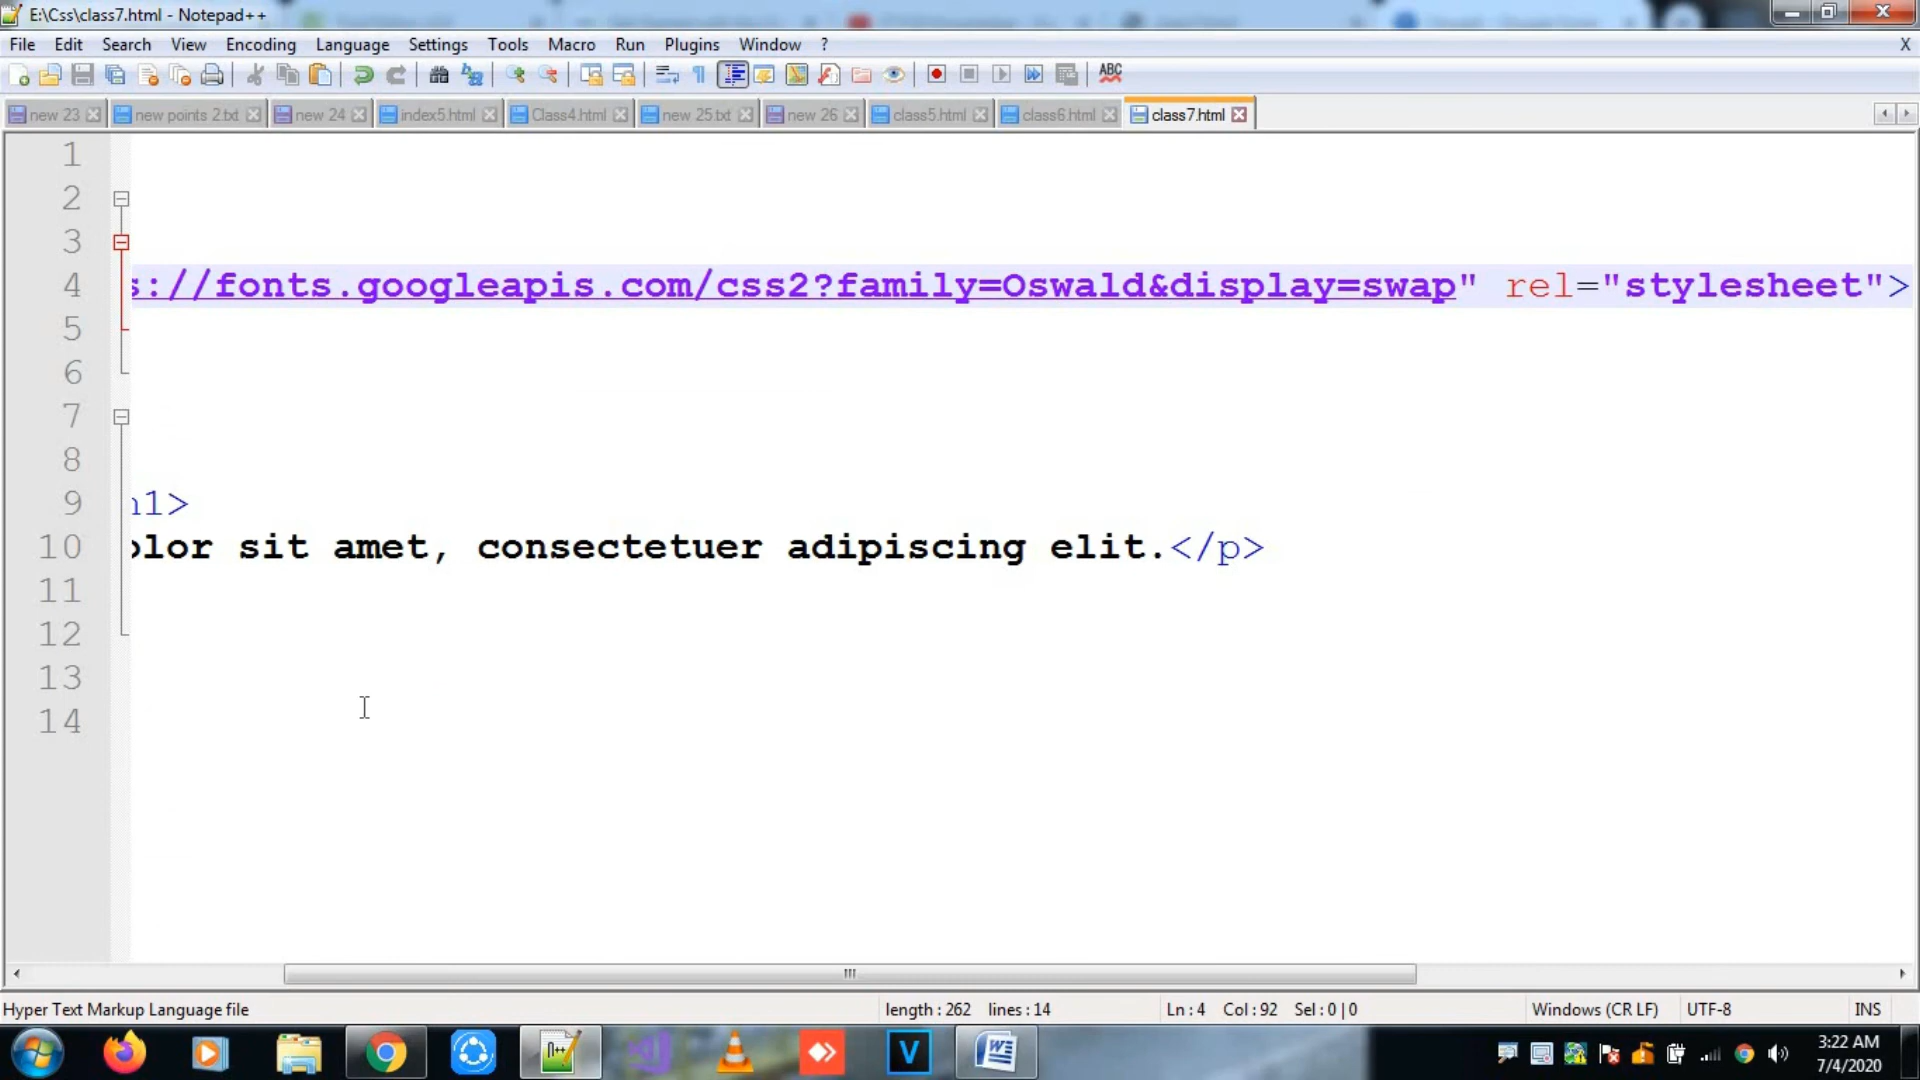 E:\Css\class7.html - Notepad++
File Edit Search View Encoding Language Settings Tools Macro Run Plugins Window ? X
ABC
new 23 new points 2.txt new 24 index5.html Class4.html new 25.txt new 26 class5.html class6.html class7.html
1
2
3
4 s://fonts.googleapis.com/css2?family=Oswald&display=swap" rel="stylesheet">
5
6
7
8
9 h1>
10 olor sit amet, consectetuer adipiscing elit.</p>
11
12
13
14
Hyper Text Markup Language file length : 262 lines : 14 Ln : 4 Col : 92 Sel : 0 | 0 Windows (CR LF) UTF-8 INS
3:22 AM
7/4/2020